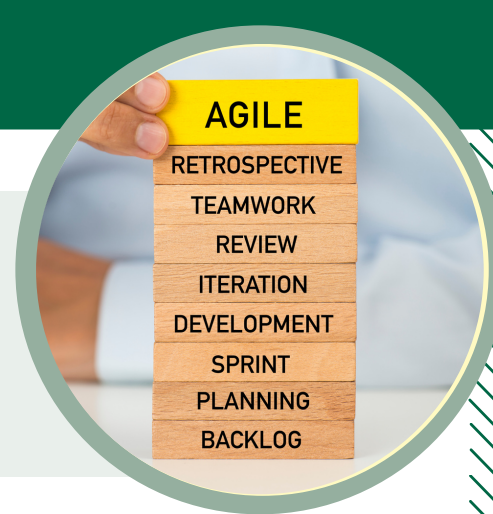 AGILE
RETROSPECTIVE
TEAMWORK
REVIEW
ITERATION
DEVELOPMENT
SPRINT
PLANNING
BACKLOG